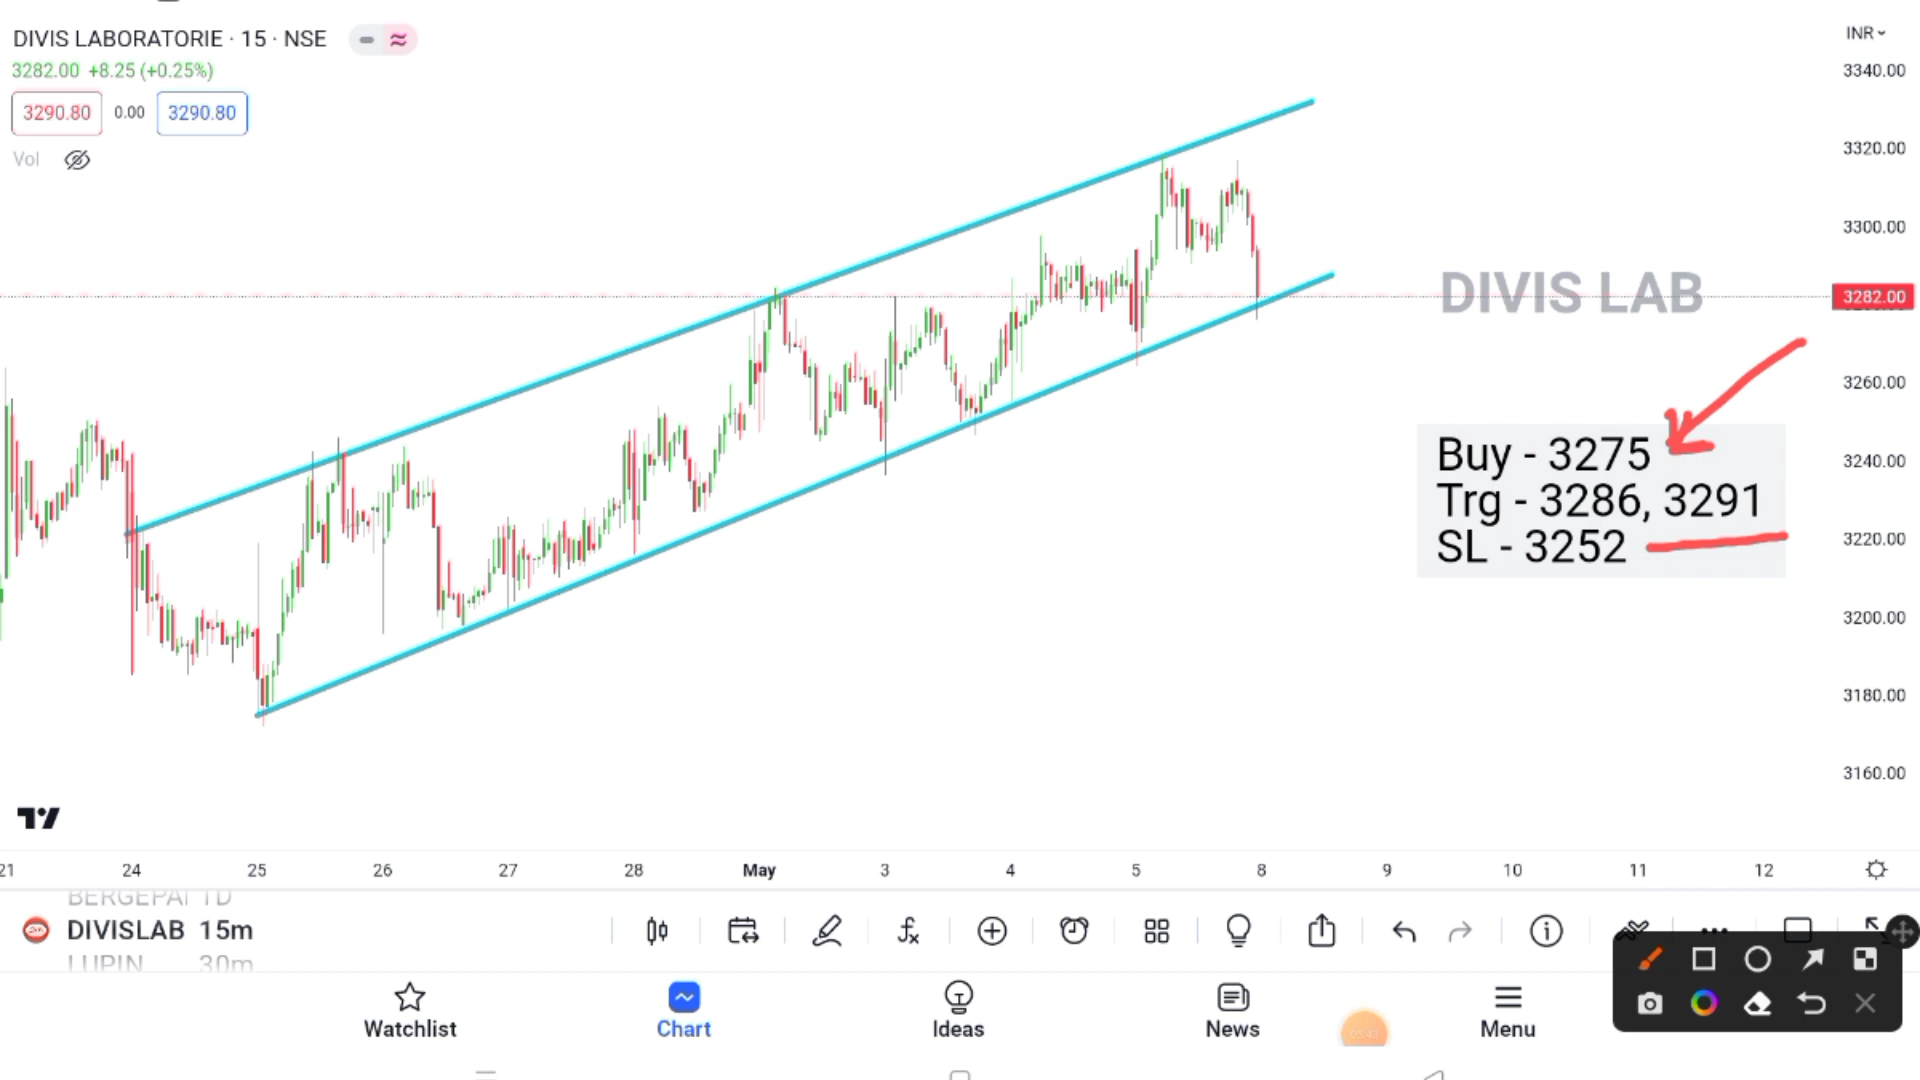 DIVIS LABORATORIE · 15 · NSE
3282.00 +8.25 (+0.25%)
3290.80 0.00 3290.80
Vol
INR
3340.00
3320.00
3300.00
3282.00
3260.00
3240.00
3220.00
3200.00
3180.00
3160.00
DIVIS LAB
Buy - 3275
Trg - 3286, 3291
SL - 3252
21 24 25 26 27 28 May 3 4 5 8 9 10 11 12
DIVISLAB 15m
LUPIN 30m
Watchlist Chart Ideas News Menu